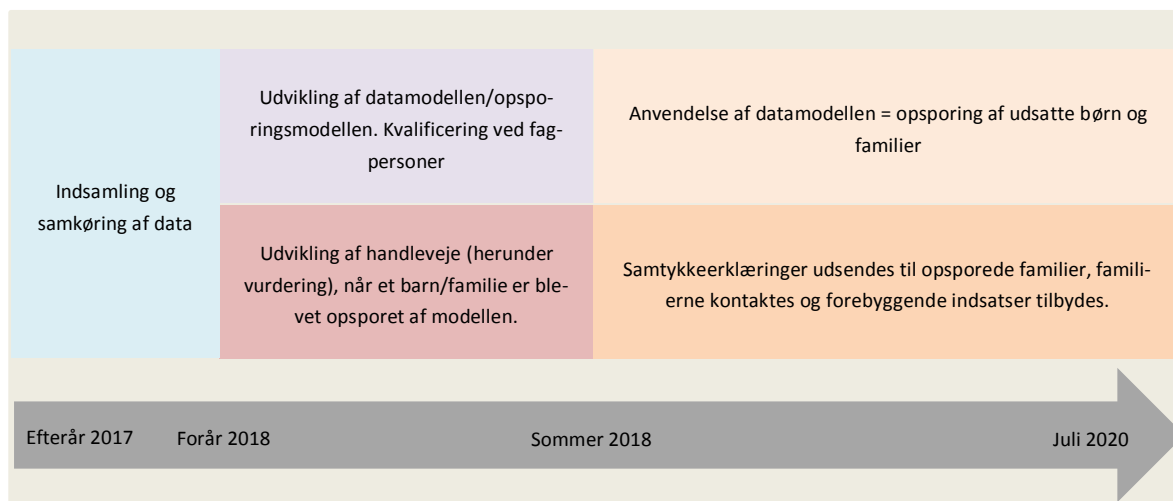 Indsamling og
samkøring af data
Udvikling af datamodellen/opspo-
ringsmodellen. Kvalificering ved fag-
personer
Udvikling af handleveje (herunder
vurdering), når et barn/familie er ble-
vet opsporet af modellen.
Anvendelse af datamodellen = opsporing af udsatte børn og
familier
Samtykkeerklæringer udsendes til opsporede familier, famili-
erne kontaktes og forebyggende indsatser tilbydes.
Efterår 2017
Forår 2018
Sommer 2018
Juli 2020